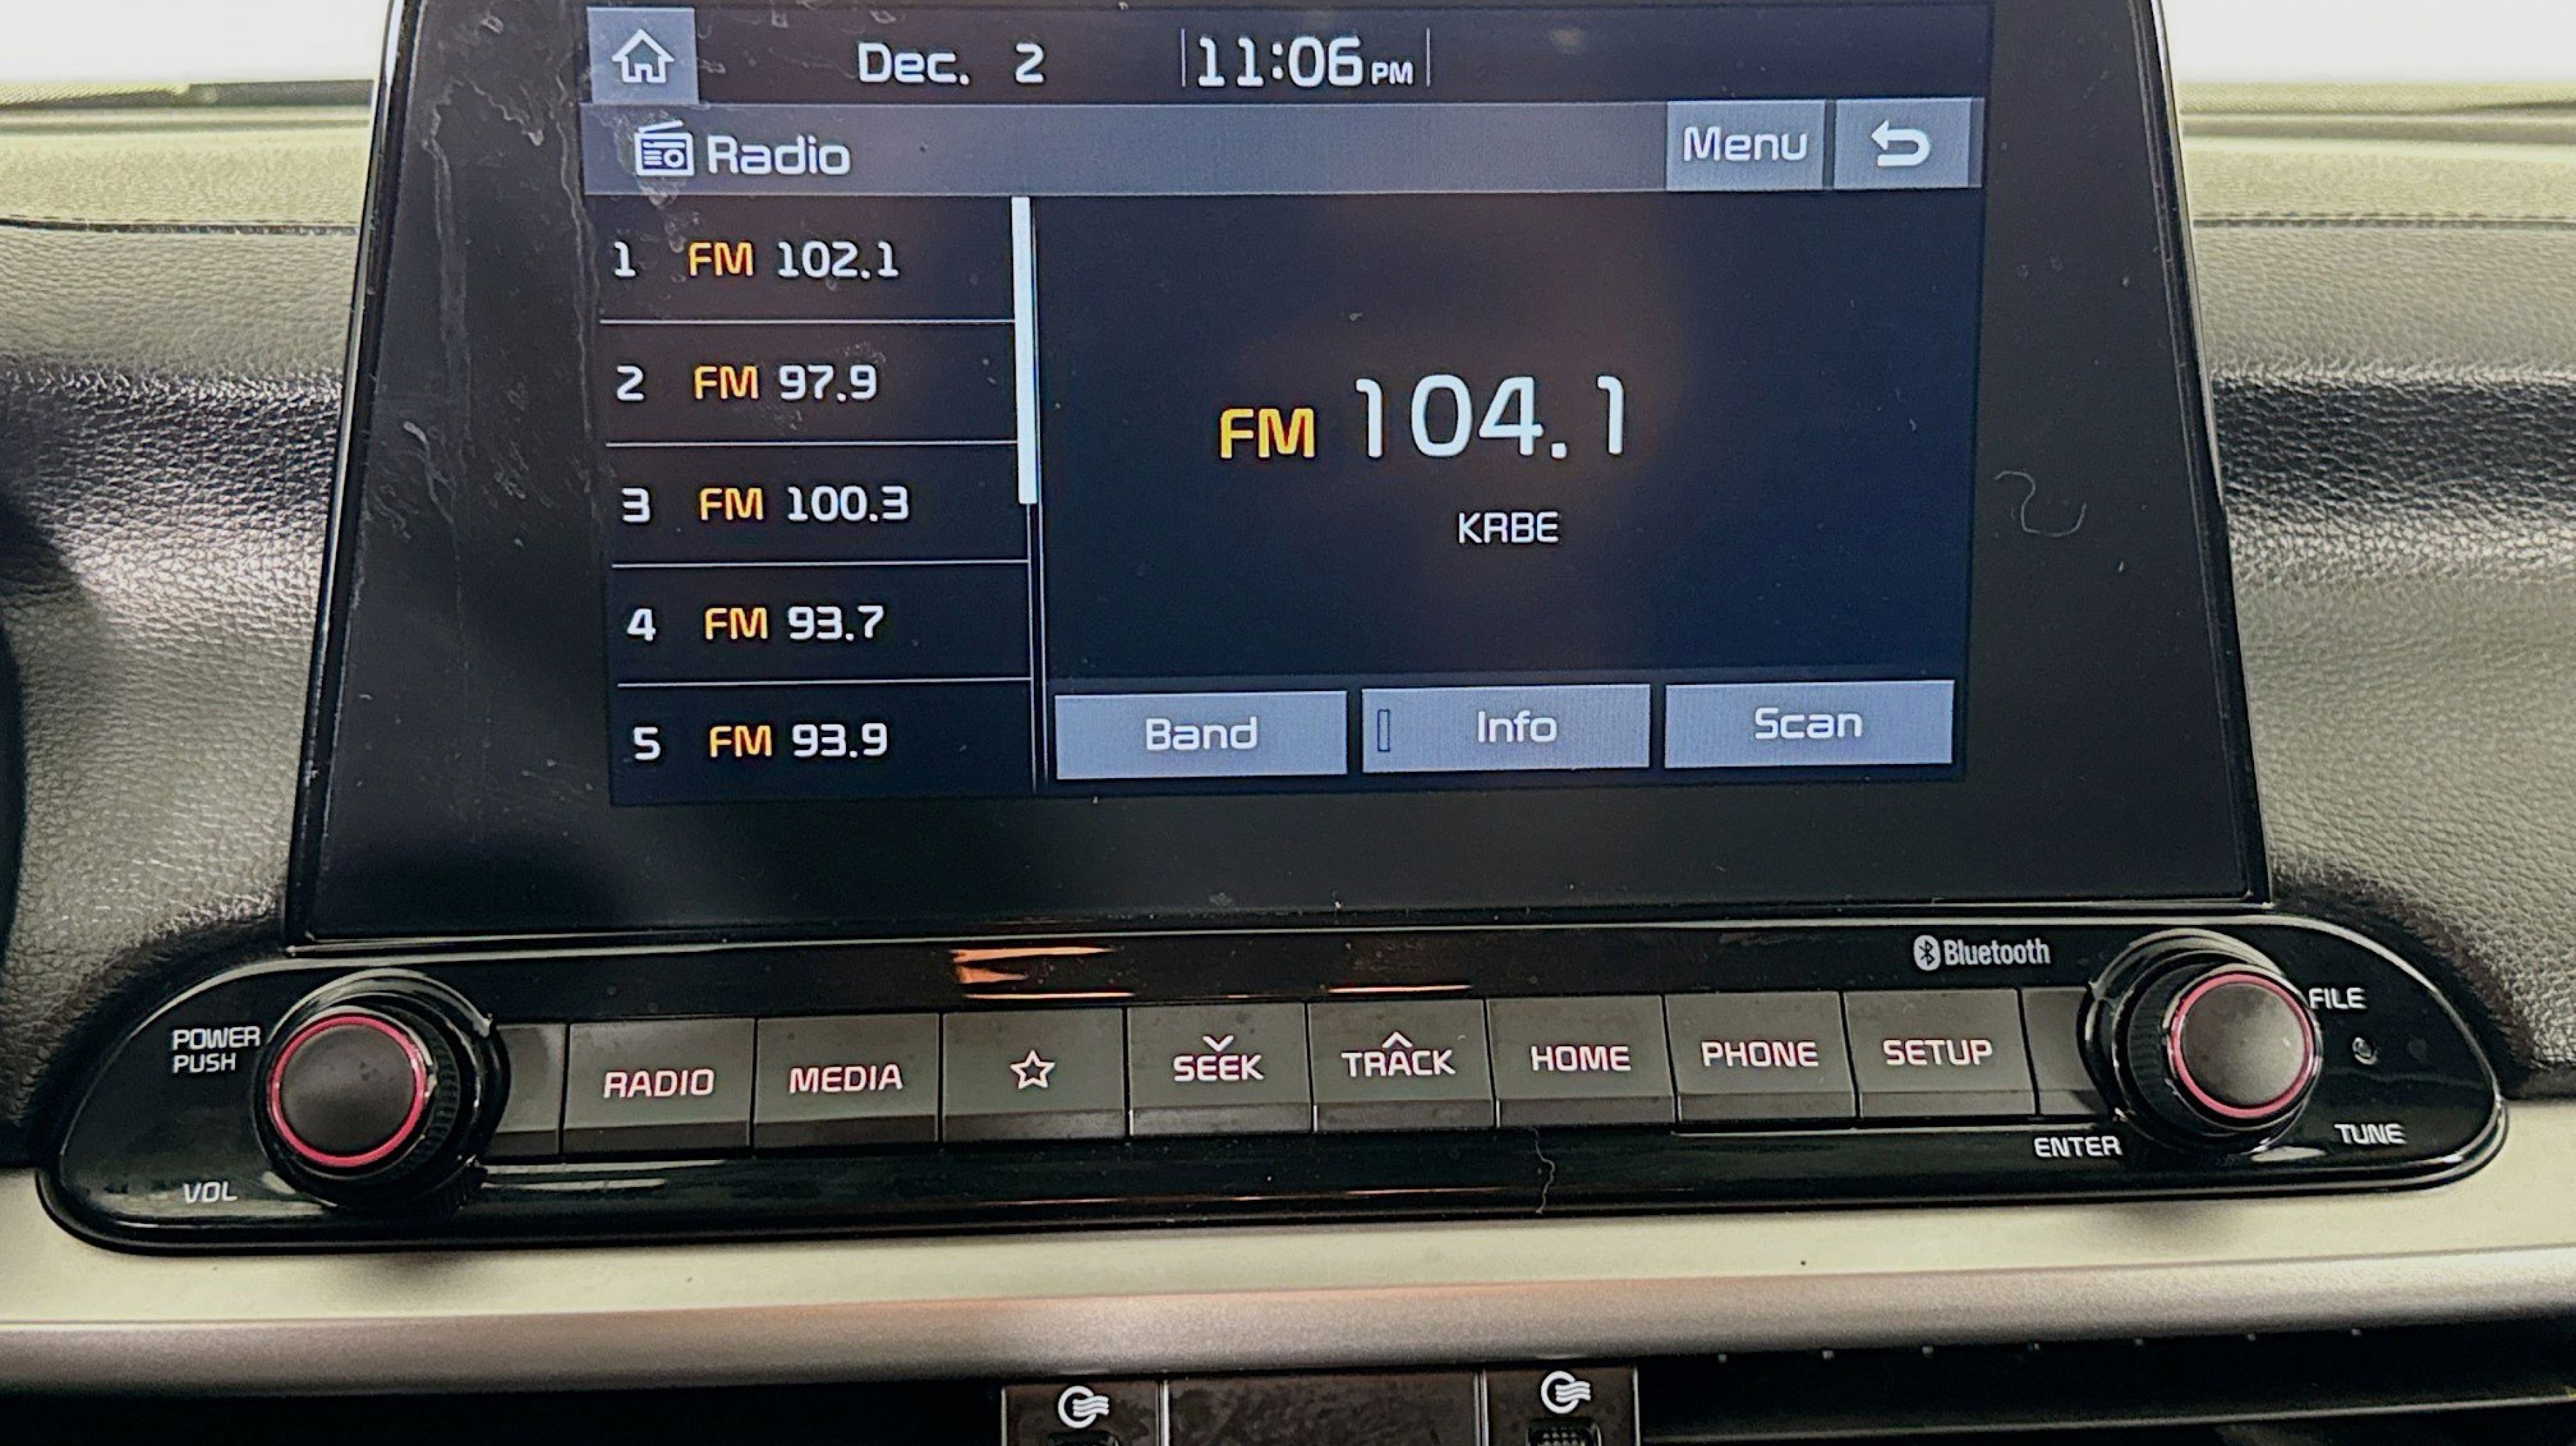 Dec. 2 11:06 PM
Radio Menu
1 FM 102.1
2 FM 97.9
3 FM 100.3
4 FM 93.7
5 FM 93.9
FM 104.1
KRBE
Band Info Scan
Bluetooth
POWER
PUSH
VOL
RADIO MEDIA SEEK TRACK HOME PHONE SETUP
FILE
ENTER
TUNE